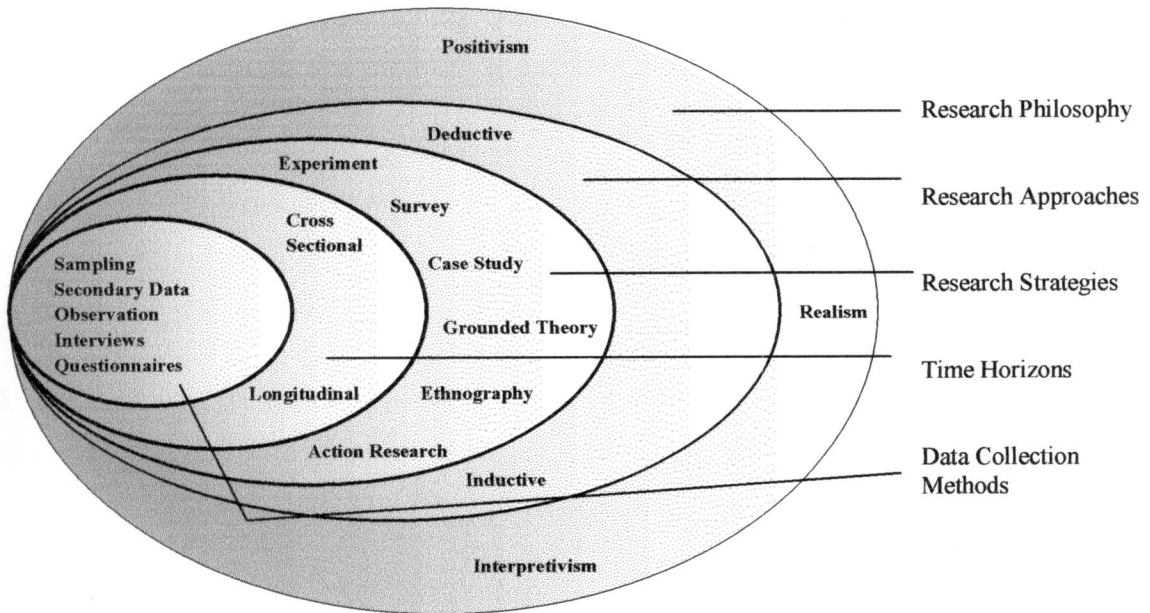 Positivism
Research Philosophy
Deductive
Experiment
Research Approaches
Survey
Cross
Sectional
Case Study
Sampling
Secondary Data
Observation
Interviews
Questionnaires
Research Strategies
Realism
Grounded Theory
Time Horizons
Longitudinal
Ethnography
Action Research
Data Collection
Methods
Inductive
Interpretivism